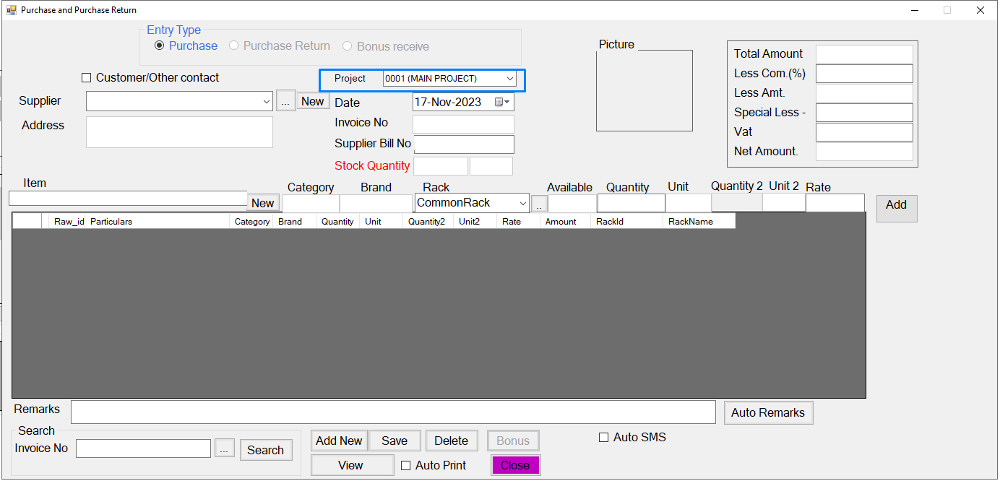 Purchase and Purchase Return
Entry Type
Purchase Purchase Return Bonus receive
Picture
Total Amount
Less Com.(%)
Less Amt.
Special Less -
Vat
Net Amount.
Customer/Other contact
Project 0001 (MAIN PROJECT)
Supplier ... New
Date 17-Nov-2023
Address
Invoice No
Supplier Bill No
Stock Quantity
Item New
Category Brand Rack Available Quantity Unit Quantity 2 Unit 2 Rate
CommonRack ..
Add
Raw_id Particulars Category Brand Quantity Unit Quantity2 Unit2 Rate Amount RackId RackName
Remarks Auto Remarks
Search
Invoice No ... Search
Add New Save Delete Bonus
Auto SMS
View Auto Print Close